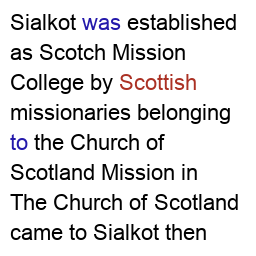 Sialkot was established
as Scotch Mission
College by Scottish
missionaries belonging
to the Church of
Scotland Mission in
The Church of Scotland
came to Sialkot then